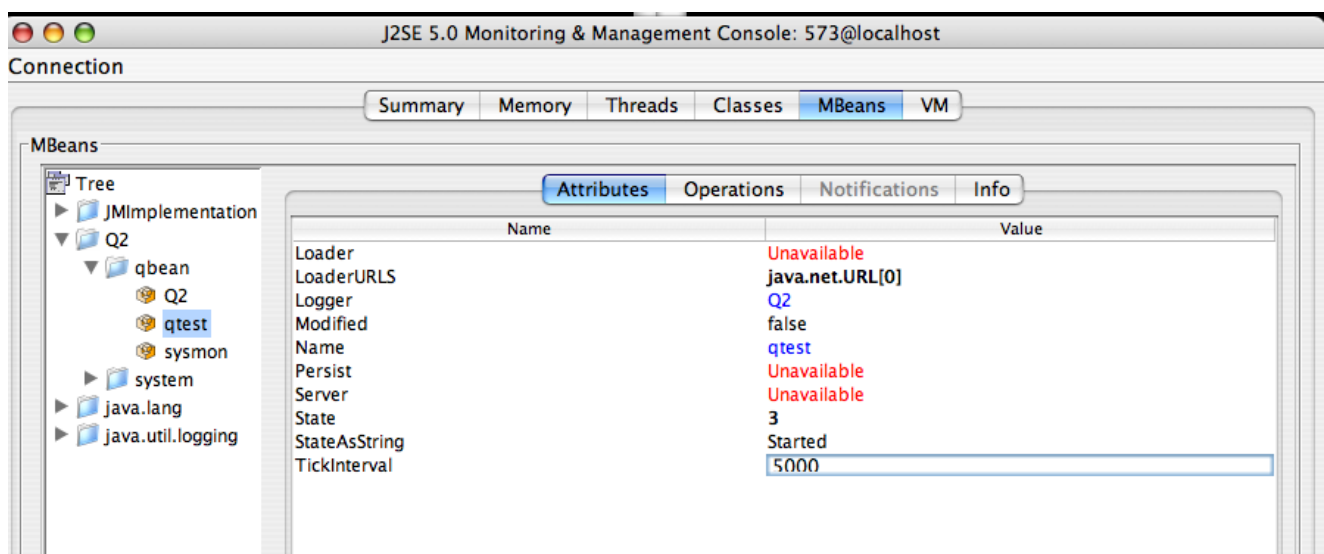 J2SE 5.0 Monitoring & Management Console: 573@localhost
Connection
Summary Memory Threads Classes MBeans VM
MBeans
Tree
JMImplementation
Q2
qbean
Q2
qtest
sysmon
system
java.lang
java.util.logging
Attributes Operations Notifications Info
Name Value
Loader Unavailable
LoaderURLS java.net.URL[0]
Logger Q2
Modified false
Name qtest
Persist Unavailable
Server Unavailable
State 3
StateAsString Started
TickInterval 5000